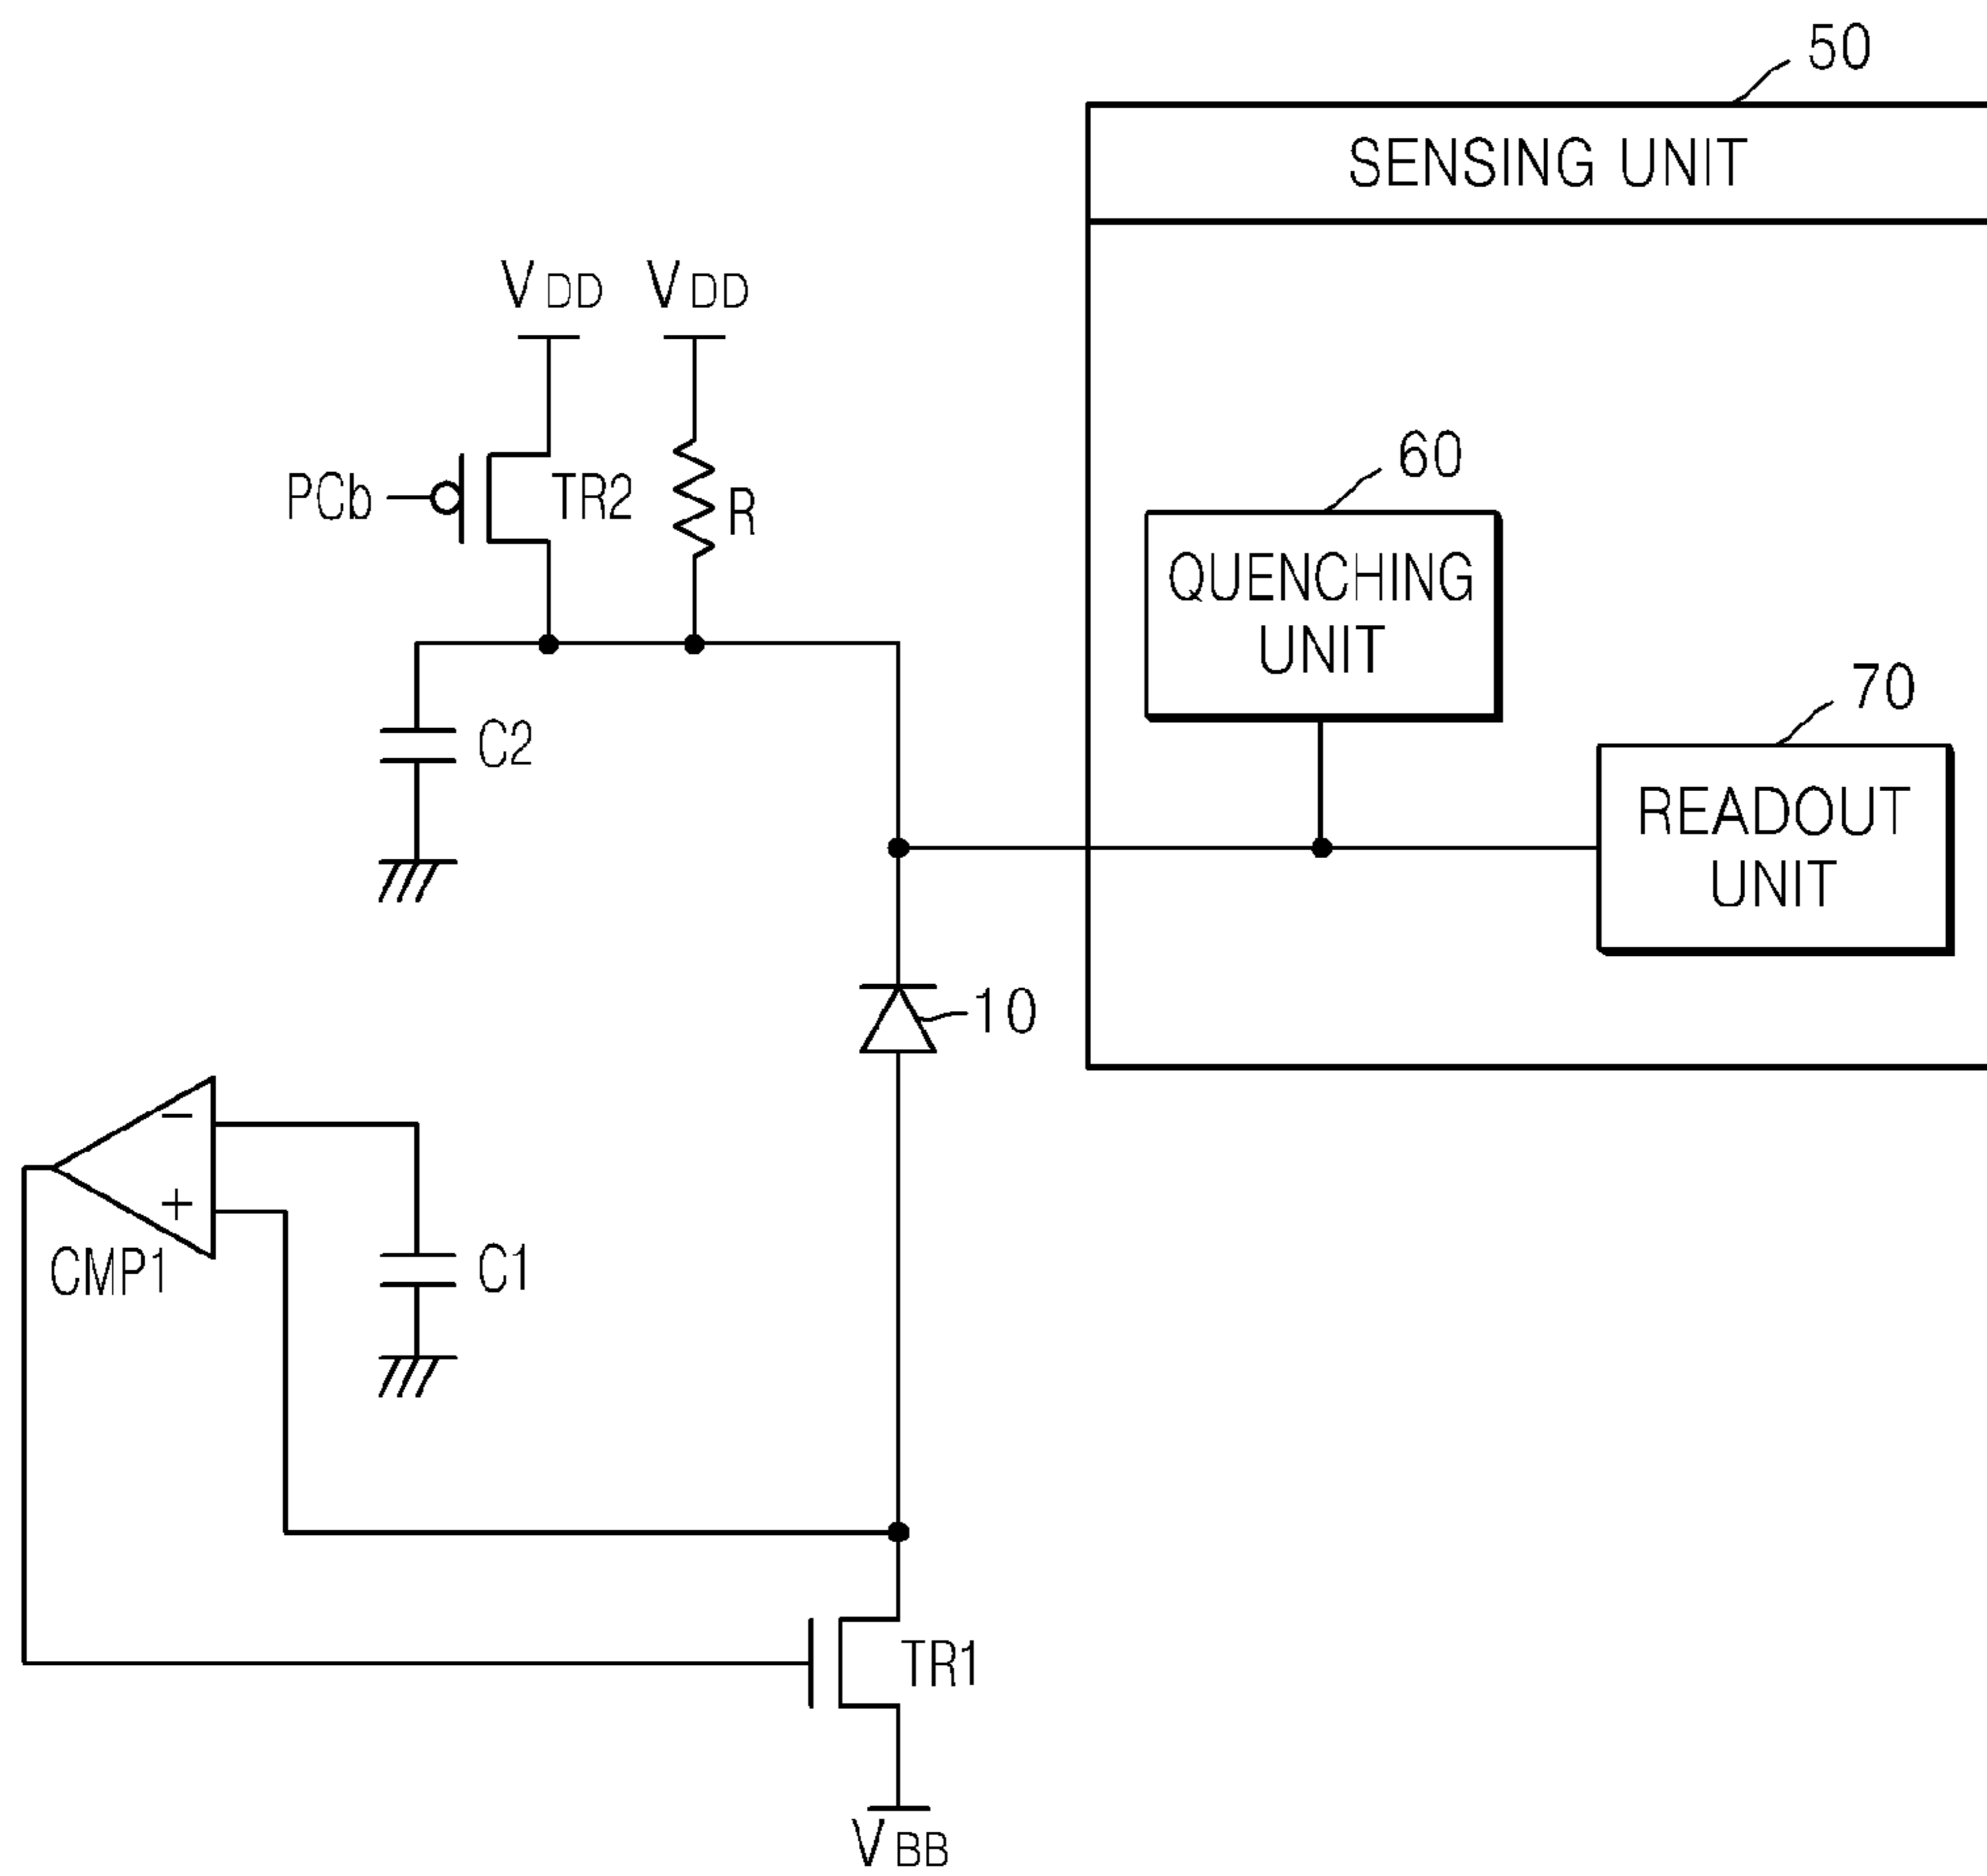 50
SENSING UNIT
VDD VDD
60
PCb TR2 R
QUENCHING
UNIT
70
C2
READOUT
UNIT
10
−
+
CMP1 C1
TR1
VBB